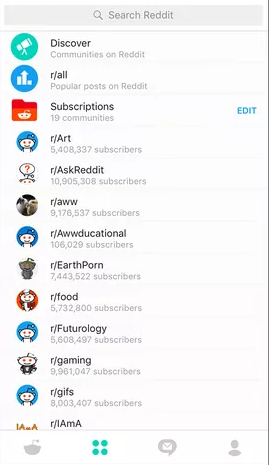 Search Reddit
Discover
Communities on Reddit
r/all
Popular posts on Reddit
Subscriptions
19 communities
EDIT
r/Art
5,408,337 subscribers
r/AskReddit
10,905,308 subscribers
r/aww
9,176,537 subscribers
r/Awwducational
106,029 subscribers
r/EarthPorn
7,443,522 subscribers
r/food
5,732,800 subscribers
r/Futurology
5,608,497 subscribers
r/gaming
9,961,047 subscribers
r/gifs
8,003,407 subscribers
r/IAmA